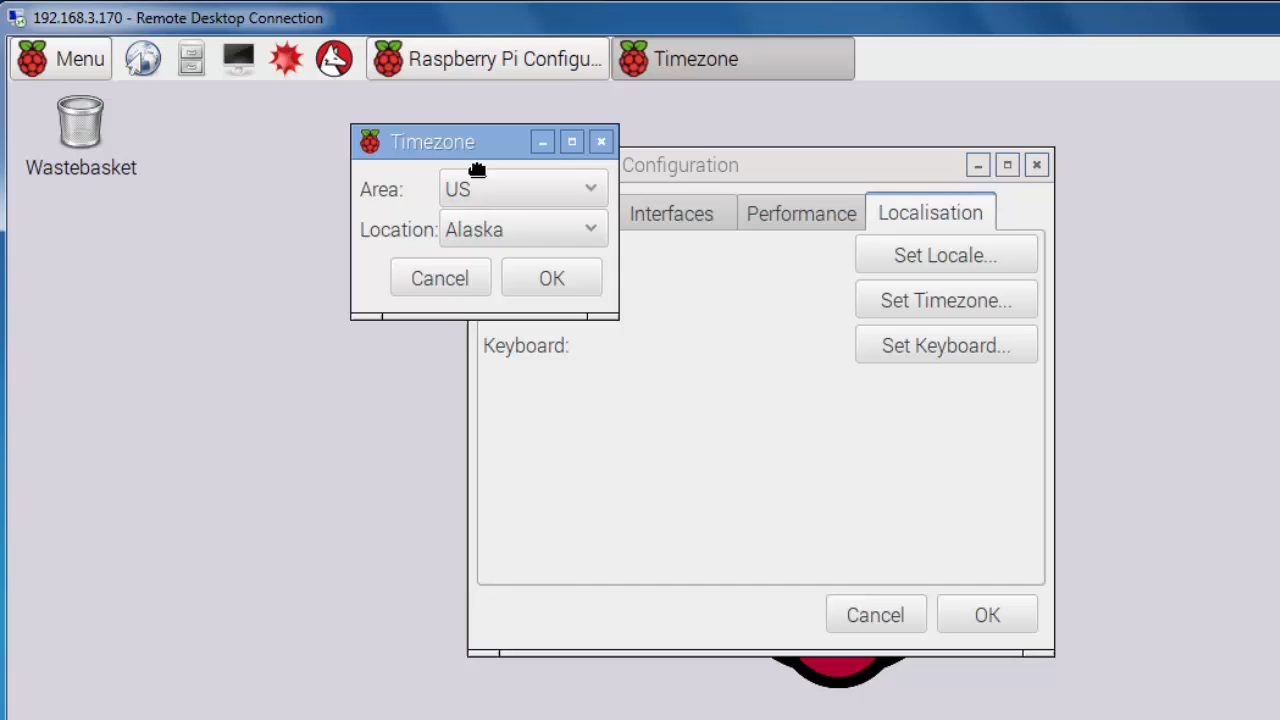 192.168.3.170 - Remote Desktop Connection
Menu
Raspberry Pi Configu...
Timezone
Wastebasket
Timezone
Area:
US
Location:
Alaska
Cancel
OK
Configuration
Interfaces
Performance
Localisation
Set Locale...
Set Timezone...
Keyboard:
Set Keyboard...
Cancel
OK